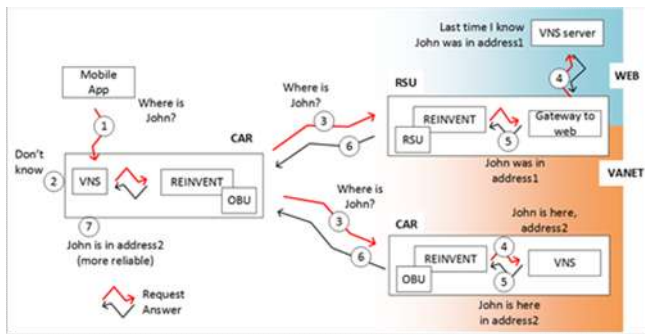 Last time I know
John was in address1
VNS server
4
WEB
Mobile
App
1
Where is
John?
Where is
John?
3
6
RSU
REINVENT
RSU
5
Gateway to
web
John was in
address1
VANET
CAR
Don't
know
2
VNS
REINVENT
OBU
7
John is in address2
(more reliable)
Where is
John?
3
6
CAR
John is here,
address2
REINVENT
OBU
4
5
VNS
John is here
in address2
Request
Answer